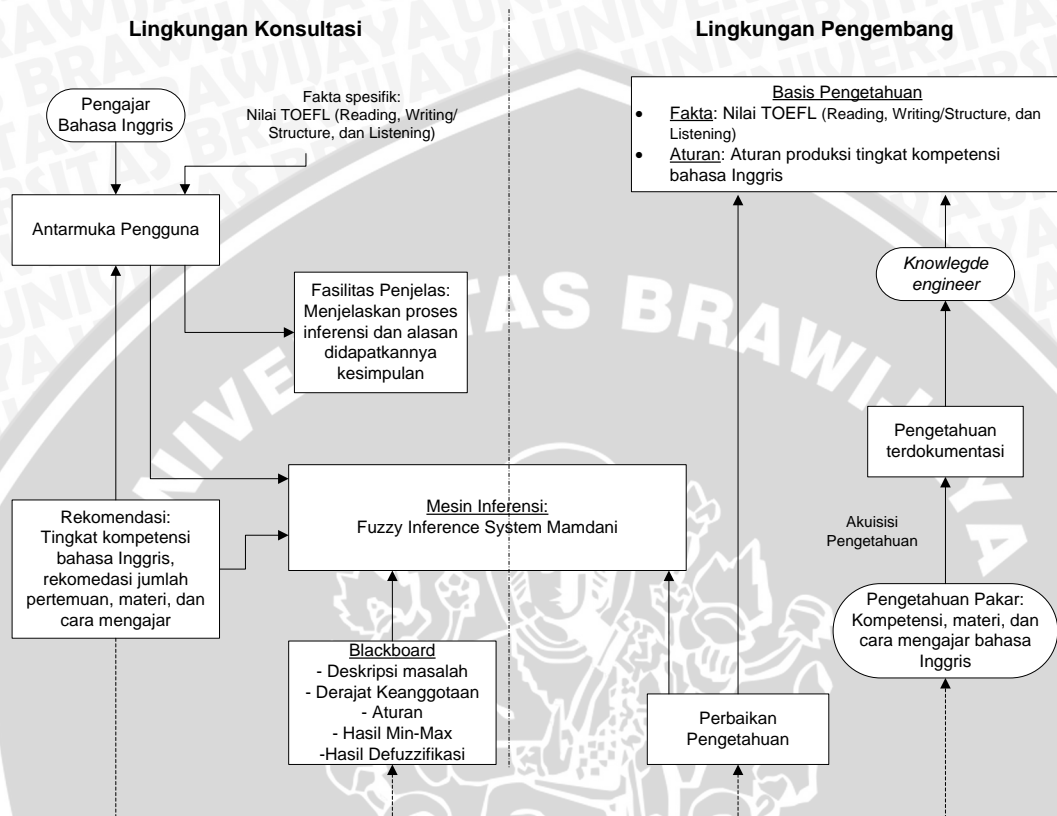 Lingkungan Konsultasi
Lingkungan Pengembang
Pengajar
Bahasa Inggris
Fakta spesifik:
Nilai TOEFL (Reading, Writing/
Structure, dan Listening)
Basis Pengetahuan
• Fakta: Nilai TOEFL (Reading, Writing/Structure, dan
Listening)
• Aturan: Aturan produksi tingkat kompetensi
bahasa Inggris
Antarmuka Pengguna
Knowlegde
engineer
Fasilitas Penjelas:
Menjelaskan proses
inferensi dan alasan
didapatkannya
kesimpulan
Pengetahuan
terdokumentasi
Mesin Inferensi:
Fuzzy Inference System Mamdani
Rekomendasi:
Tingkat kompetensi
bahasa Inggris,
rekomedasi jumlah
pertemuan, materi, dan
cara mengajar
Akuisisi
Pengetahuan
Pengetahuan Pakar:
Kompetensi, materi, dan
cara mengajar bahasa
Inggris
Blackboard
- Deskripsi masalah
- Derajat Keanggotaan
- Aturan
- Hasil Min-Max
-Hasil Defuzzifikasi
Perbaikan
Pengetahuan
UNIVERSITAS BRAWIJAYA